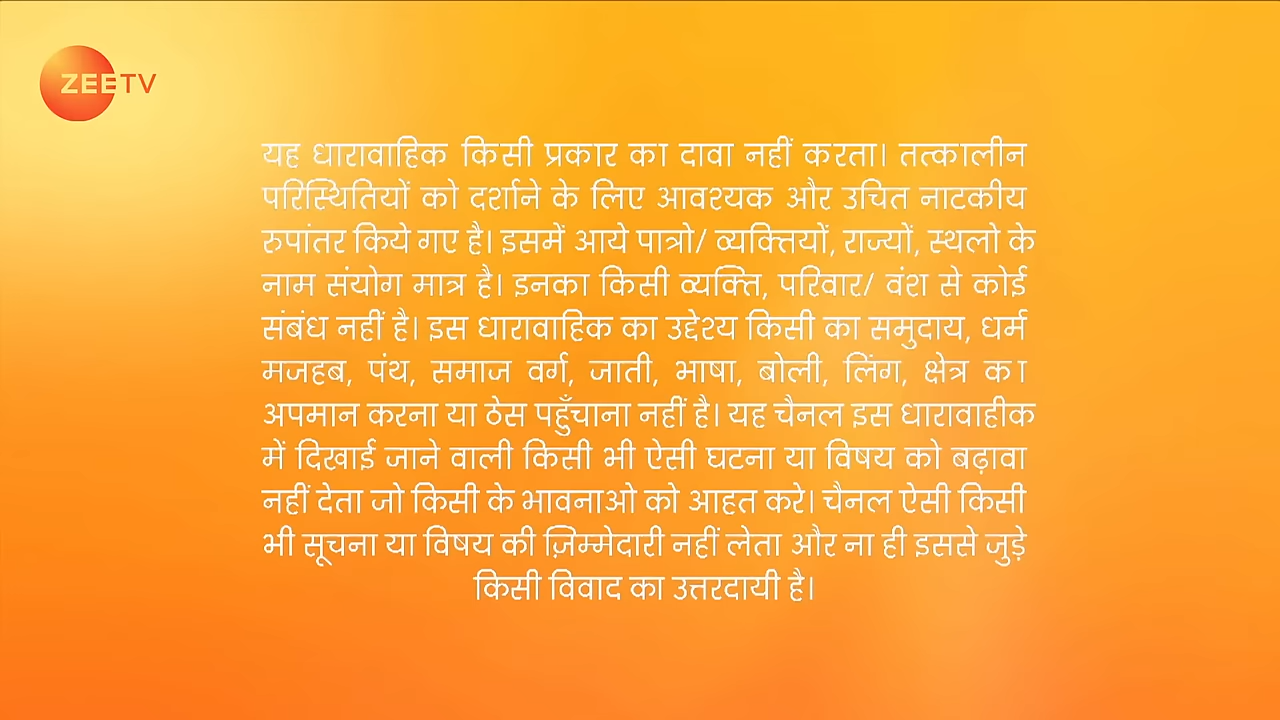 ZEETV
यह धारावाहिक किसी प्रकार का दावा नहीं करता। तत्कालीन
परिस्थितियों को दर्शाने के लिए आवश्यक और उचित नाटकीय
रुपांतर किये गए है। इसमें आये पात्रो/ व्यक्तियों, राज्यों, स्थलो के
नाम संयोग मात्र है। इनका किसी व्यक्ति, परिवार/ वंश से कोई
संबंध नहीं है। इस धारावाहिक का उद्देश्य किसी का समुदाय, धर्म
मजहब, पंथ, समाज वर्ग, जाती, भाषा, बोली, लिंग, क्षेत्र का
अपमान करना या ठेस पहुँचाना नहीं है। यह चैनल इस धारावाहीक
में दिखाई जाने वाली किसी भी ऐसी घटना या विषय को बढ़ावा
नहीं देता जो किसी के भावनाओ को आहत करे। चैनल ऐसी किसी
भी सूचना या विषय की ज़िम्मेदारी नहीं लेता और ना ही इससे जुड़े
किसी विवाद का उत्तरदायी है।